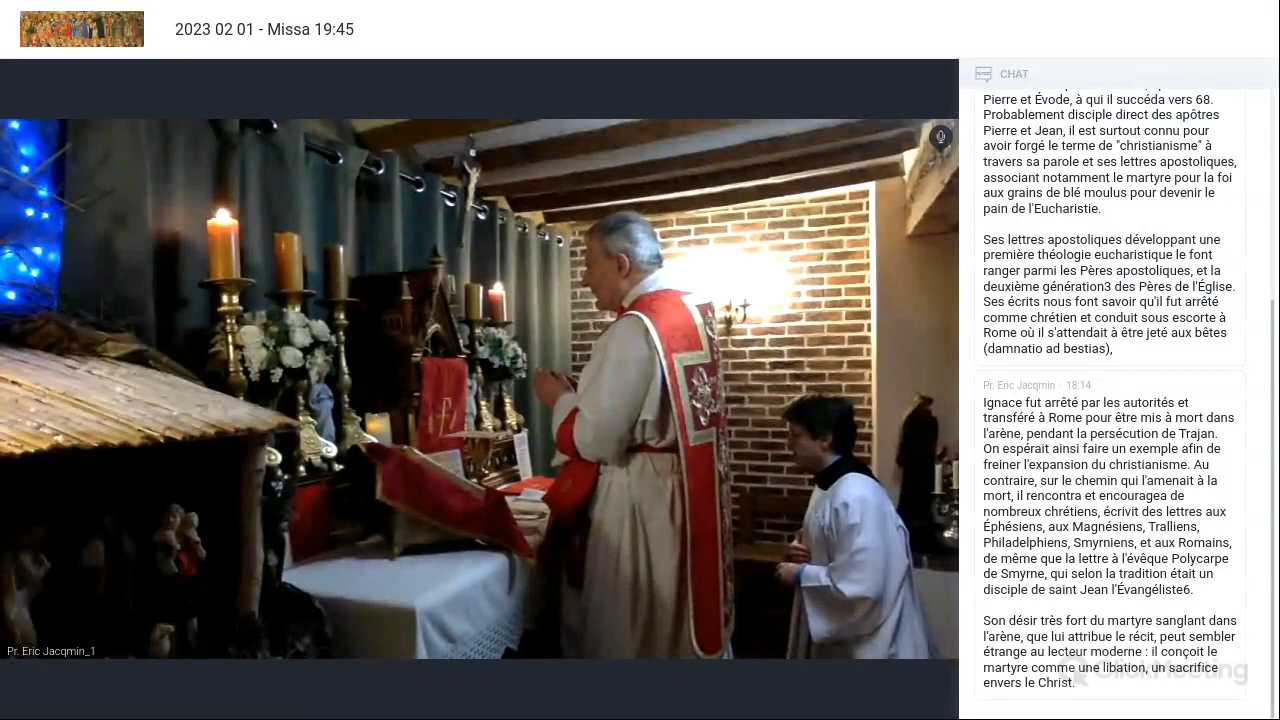 2023 02 01 - Missa 19:45
CHAT
Pierre et Évode, à qui il succéda vers 68.
Probablement disciple direct des apôtres
Pierre et Jean, il est surtout connu pour
avoir forgé le terme de "christianisme" à
travers sa parole et ses lettres apostoliques,
associant notamment le martyre pour la foi
aux grains de blé moulus pour devenir le
pain de l'Eucharistie.
Ses lettres apostoliques développant une
première théologie eucharistique le font
ranger parmi les Pères apostoliques, et la
deuxième génération3 des Pères de l'Église.
Ses écrits nous font savoir qu'il fut arrêté
comme chrétien et conduit sous escorte à
Rome où il s'attendait à être jeté aux bêtes
(damnatio ad bestias),
Pr. Eric Jacqmin 18:14
Ignace fut arrêté par les autorités et
transféré à Rome pour être mis à mort dans
l'arène, pendant la persécution de Trajan.
On espérait ainsi faire un exemple afin de
freiner l'expansion du christianisme. Au
contraire, sur le chemin qui l'amenait à la
mort, il rencontra et encouragea de
nombreux chrétiens, écrivit des lettres aux
Éphésiens, aux Magnésiens, Tralliens,
Philadelphiens, Smyrniens, et aux Romains,
de même que la lettre à l'évêque Polycarpe
de Smyrne, qui selon la tradition était un
disciple de saint Jean l'Évangéliste6.
Son désir très fort du martyre sanglant dans
l'arène, que lui attribue le récit, peut sembler
étrange au lecteur moderne : il conçoit le
martyre comme une libation, un sacrifice
envers le Christ.
ClickMeeting
Pr. Eric Jacqmin_1